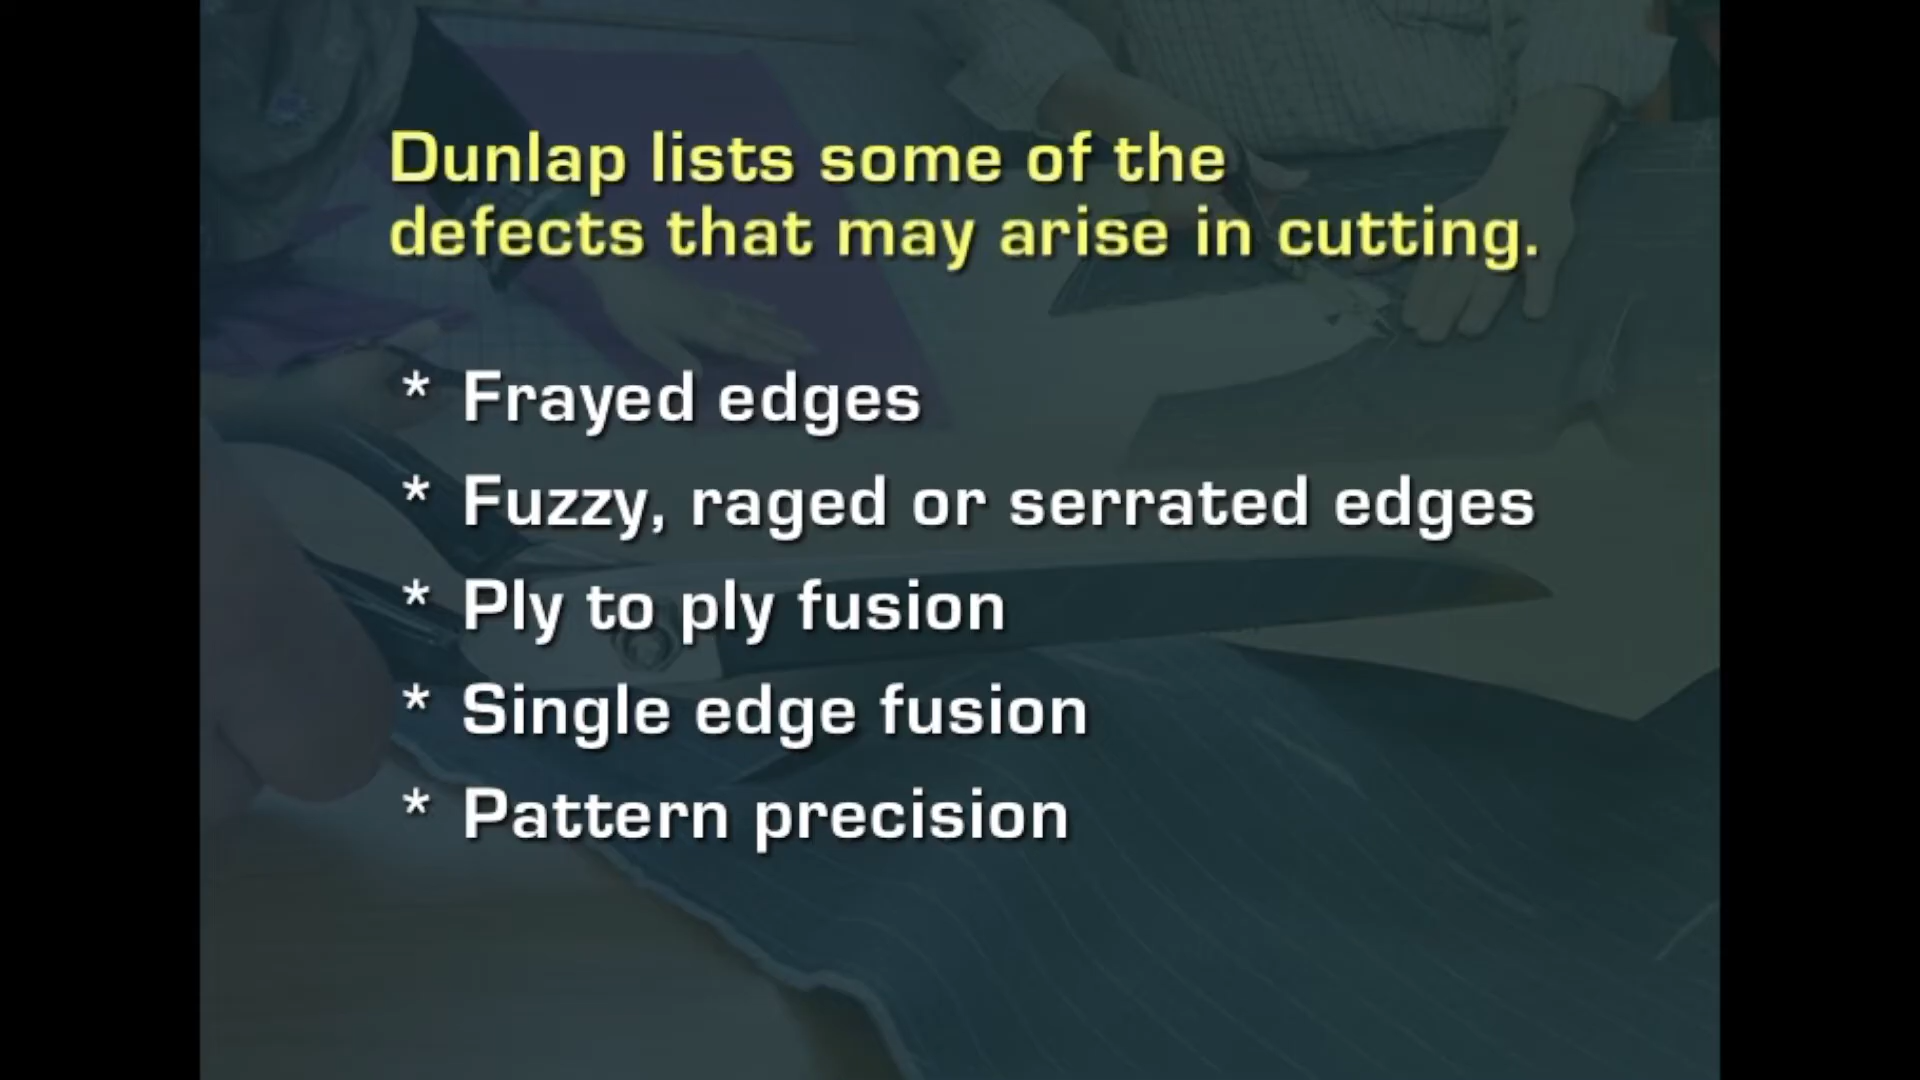 Dunlap lists some of the
defects that may arise in cutting.
* Frayed edges
* Fuzzy, raged or serrated edges
* Ply to ply fusion
* Single edge fusion
* Pattern precision